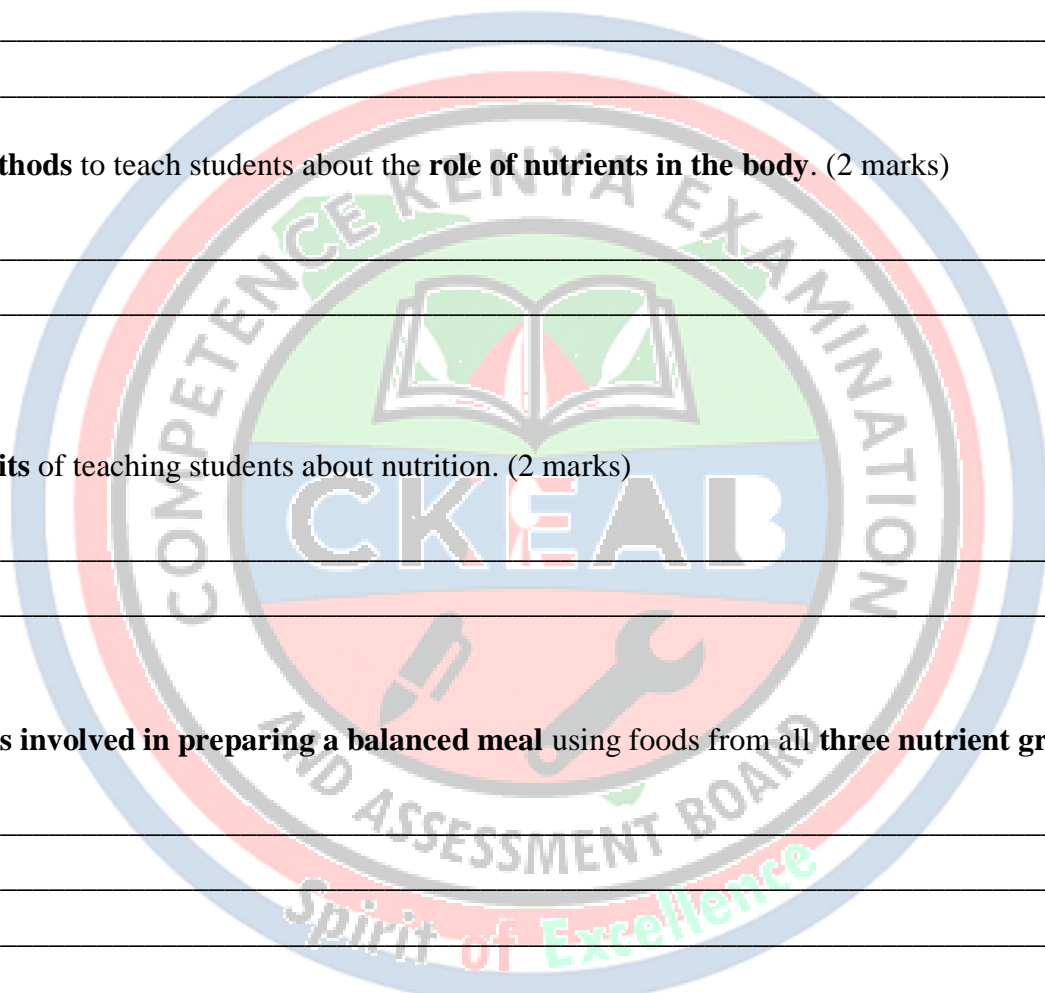 thods to teach students about the role of nutrients in the body. (2 marks)
COMPETENCE KENYA EXAMINATION
its of teaching students about nutrition. (2 marks)
CKEAB
s involved in preparing a balanced meal using foods from all three nutrient gr
AND ASSESSMENT BOARD
Spirit of Excellence